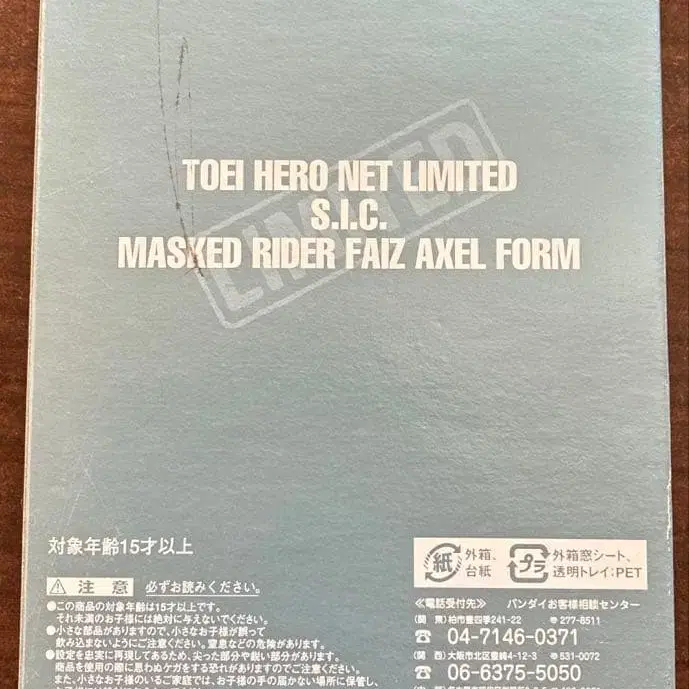 LIMITED
TOEI HERO NET LIMITED
S.I.C.
MASKED RIDER FAIZ AXEL FORM
対象年齢15才以上
注意 必ずお読みください。
●この商品の対象年齢は15才以上です。
それ未満のお子様には絶対に与えないでください。
●小さな部品がありますので、小さなお子様が誤って
飲み込まないようにご注意ください。窒息などの危険があります。
●設定を忠実に再現してあるため、尖った部分や鋭い部分があります。
商品を使用の際に思わぬケガをする恐れがありますのでご注意ください。
また、小さなお子様のいるご家庭では、お子様の手の届かない場所に保管し、
紙 外箱、
台紙
プラ 外箱窓シート、
透明トレイ:PET
≪電話受付先≫ バンダイお客様相談センター
(関 東)柏市豊四季241-22 〒277-8511
☎ 04-7146-0371
(関 西)大阪市北区豊崎4-12-3 〒531-0072
☎ 06-6375-5050